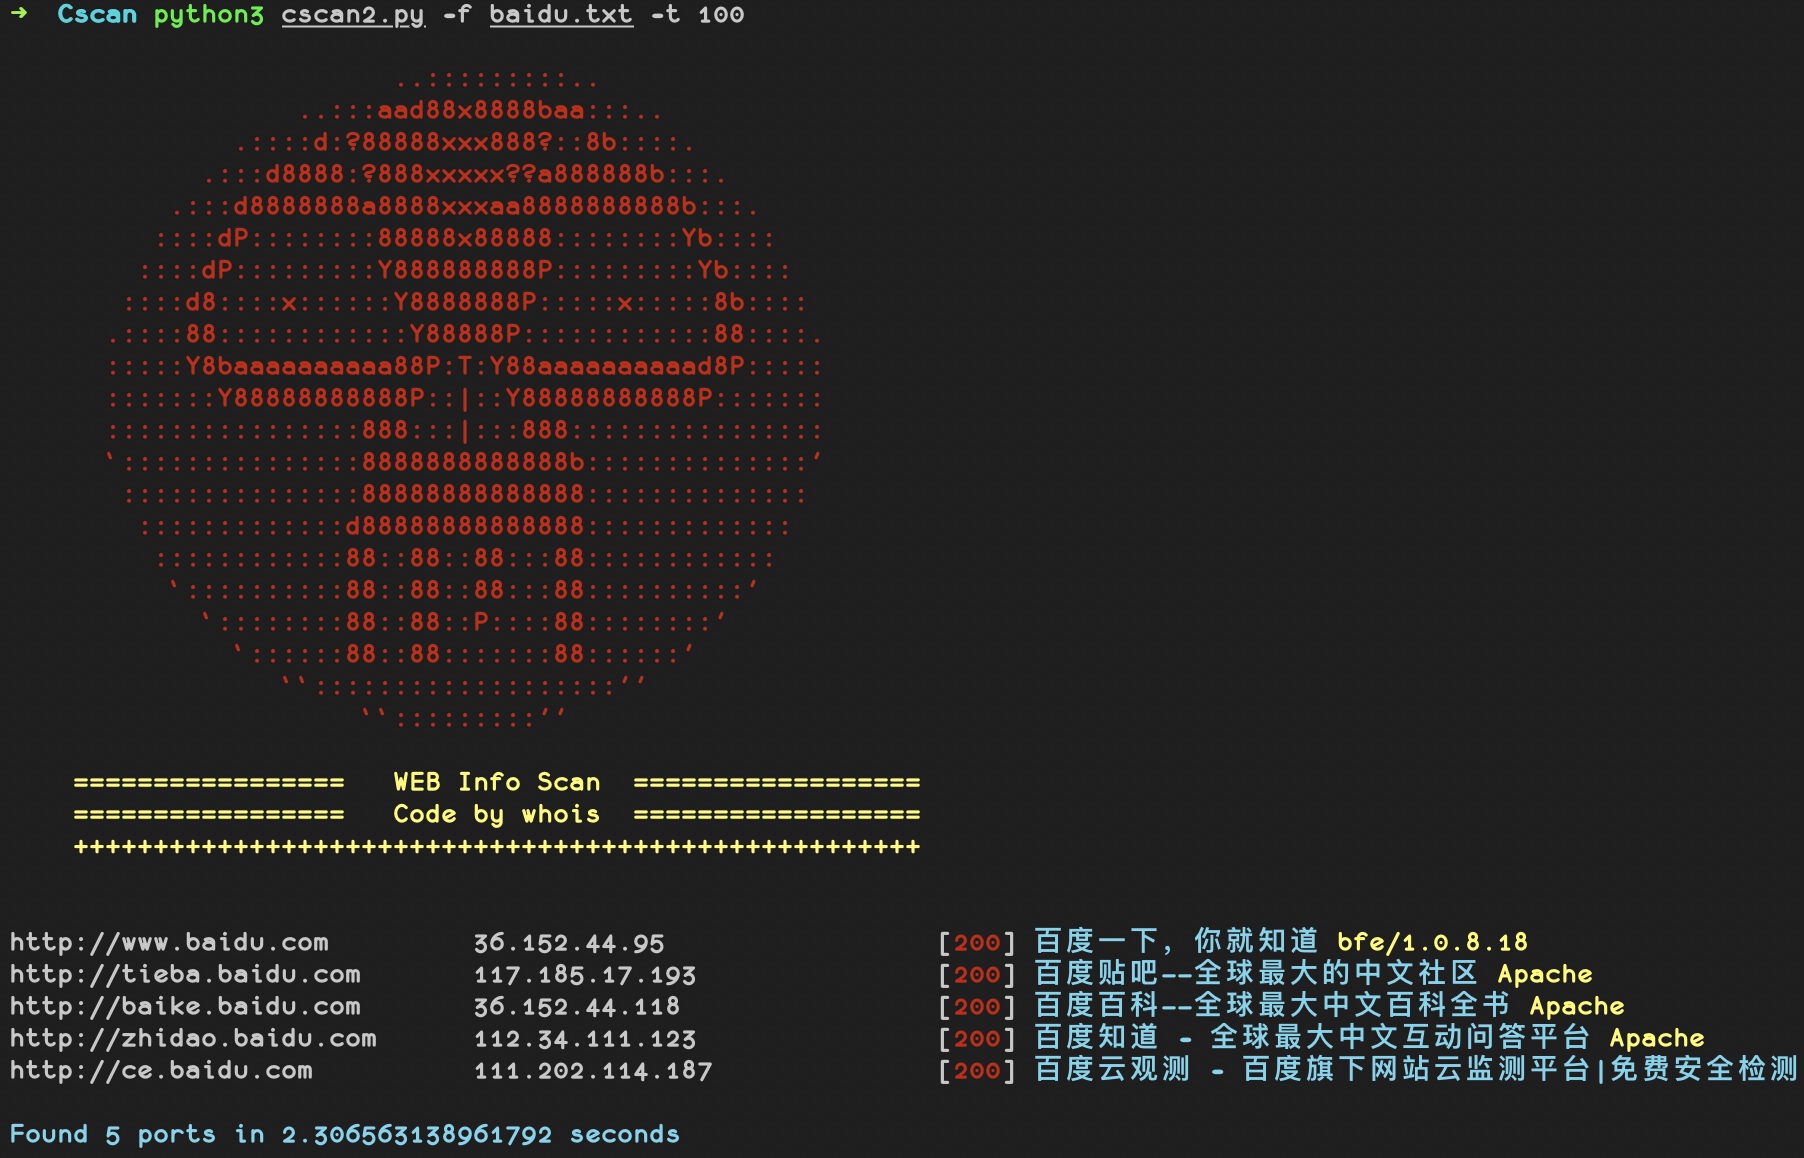 ➜  Cscan python3 cscan2.py -f baidu.txt -t 100
..:::::::::..
..:::aad88x8888baa:::..
.::::d:?88888xxx888?::8b::::.
.:::d8888:?888xxxxx??a888888b:::.
.:::d8888888a8888xxxaa8888888888b:::.
::::dP::::::::88888x88888::::::::Yb::::
::::dP:::::::::Y888888888P:::::::::Yb::::
::::d8::::x::::::Y8888888P:::::x:::::8b::::
.::::88::::::::::::Y88888P::::::::::::88::::.
:::::Y8baaaaaaaaaa88P:T:Y88aaaaaaaaaad8P:::::
:::::::Y88888888888P::|::Y88888888888P:::::::
::::::::::::::::888:::|:::888::::::::::::::::
`:::::::::::::::8888888888888b::::::::::::::'
:::::::::::::::88888888888888::::::::::::::
:::::::::::::d88888888888888:::::::::::::
::::::::::::88::88::88:::88::::::::::::
`::::::::::88::88::88:::88::::::::::'
`::::::::88::88::P::::88::::::::'
`::::::88::88:::::::88::::::'
``:::::::::::::::::::''
``:::::::::''
=================   WEB Info Scan  ==================
=================   Code by whois  ==================
+++++++++++++++++++++++++++++++++++++++++++++++++++++
http://www.baidu.com 36.152.44.95 [200] 百度一下，你就知道 bfe/1.0.8.18
http://tieba.baidu.com 117.185.17.193 [200] 百度贴吧--全球最大的中文社区 Apache
http://baike.baidu.com 36.152.44.118 [200] 百度百科--全球最大中文百科全书 Apache
http://zhidao.baidu.com 112.34.111.123 [200] 百度知道 - 全球最大中文互动问答平台 Apache
http://ce.baidu.com 111.202.114.187 [200] 百度云观测 - 百度旗下网站云监测平台|免费安全检测
Found 5 ports in 2.306563138961792 seconds